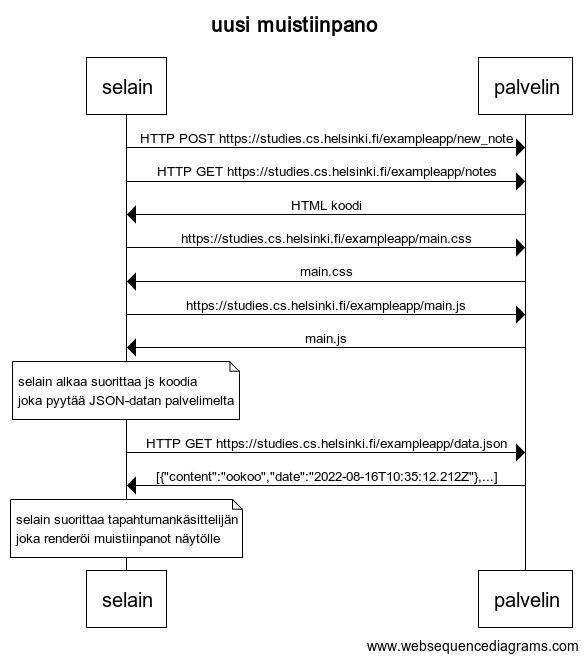 uusi muistiinpano
selain
palvelin
HTTP POST https://studies.cs.helsinki.fi/exampleapp/new_note
HTTP GET https://studies.cs.helsinki.fi/exampleapp/notes
HTML koodi
https://studies.cs.helsinki.fi/exampleapp/main.css
main.css
https://studies.cs.helsinki.fi/exampleapp/main.js
main.js
selain alkaa suorittaa js koodia
joka pyytää JSON-datan palvelimelta
HTTP GET https://studies.cs.helsinki.fi/exampleapp/data.json
[{"content":"ookoo","date":"2022-08-16T10:35:12.212Z"},...]
selain suorittaa tapahtumankäsittelijän
joka renderöi muistiinpanot näytölle
selain
palvelin
www.websequencediagrams.com